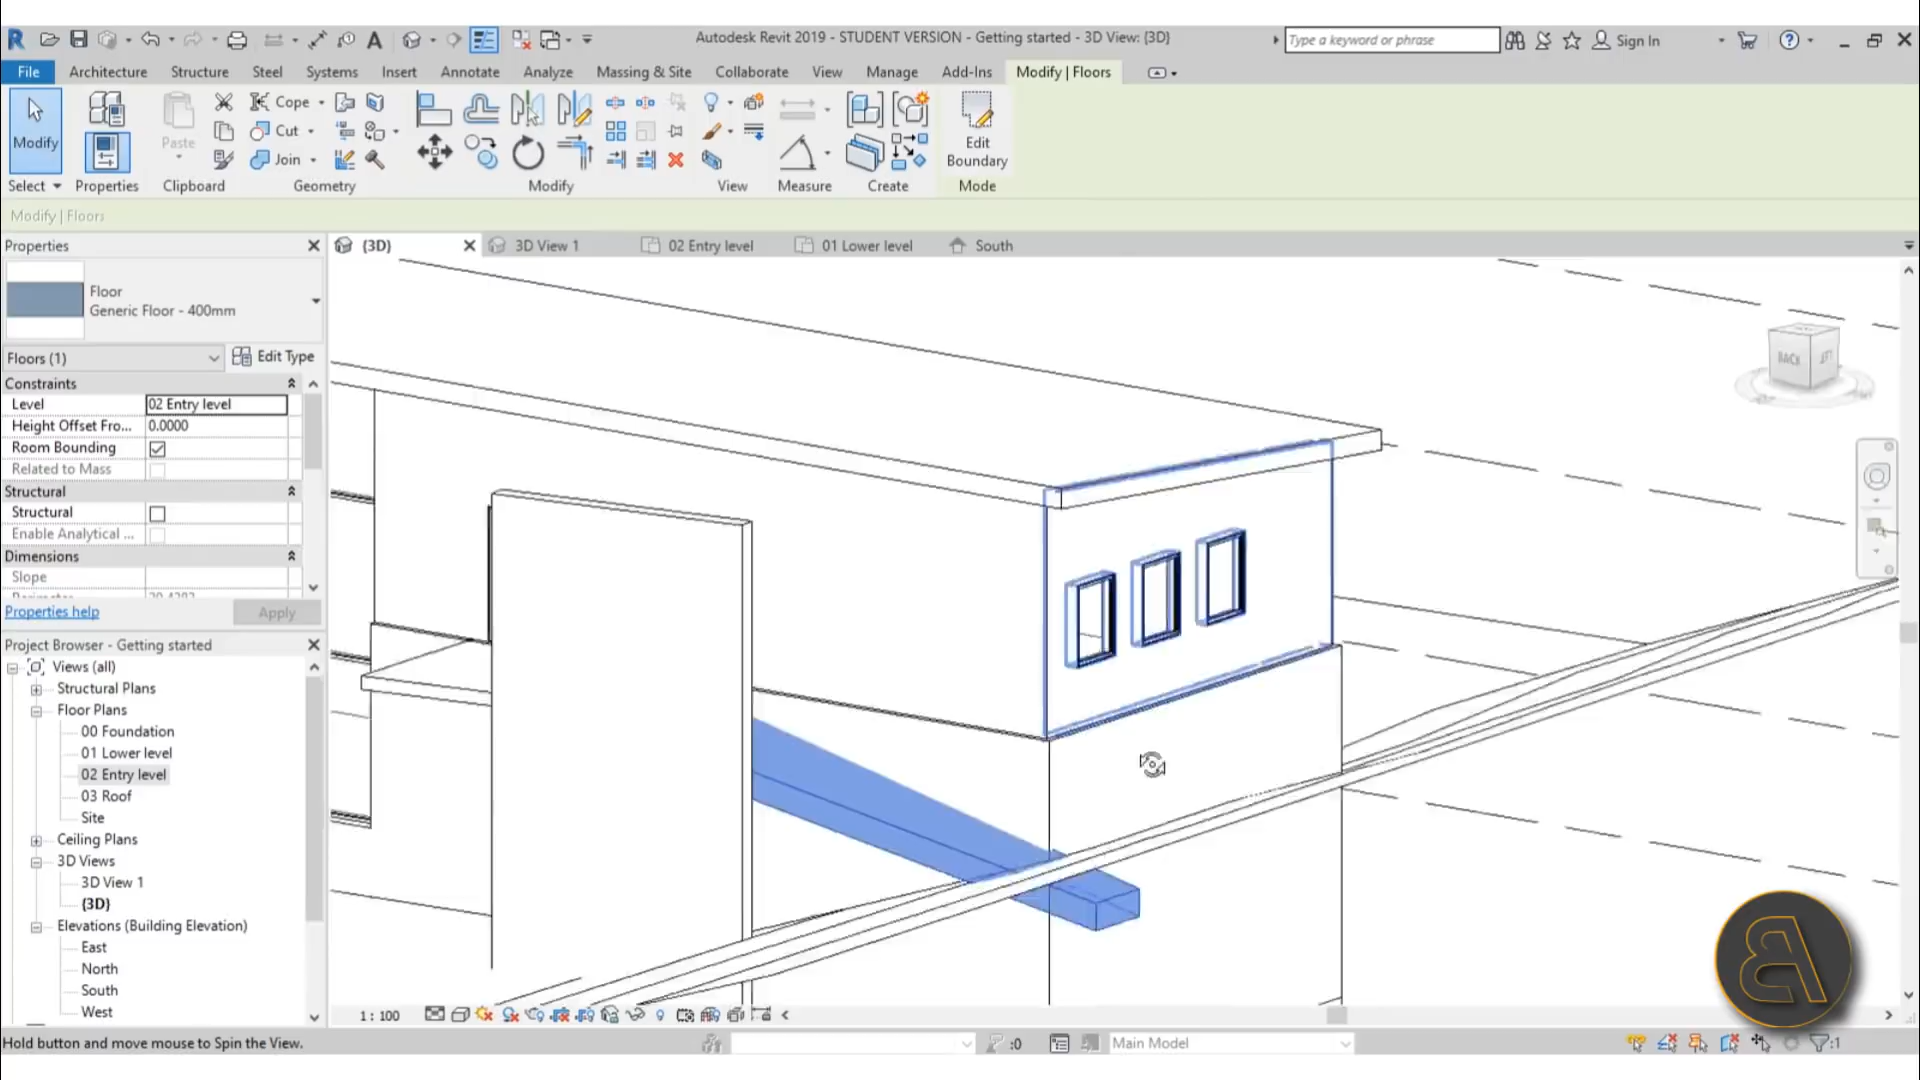 Autodesk Revit 2019 - STUDENT VERSION - Getting started - 3D View: {3D}
Type a keyword or phrase
Sign In
File
Architecture
Structure
Steel
Systems
Insert
Annotate
Analyze
Massing & Site
Collaborate
View
Manage
Add-Ins
Modify | Floors
Modify
Paste
Cope
Cut
Join
Edit
Boundary
Select
Properties
Clipboard
Geometry
Modify
View
Measure
Create
Mode
Modify | Floors
Properties
{3D}
3D View 1
02 Entry level
01 Lower level
South
Floor
Generic Floor - 400mm
Floors (1)
Edit Type
Constraints
Level
02 Entry level
Height Offset Fro...
0.0000
Room Bounding
Related to Mass
Structural
Structural
Enable Analytical ...
Dimensions
Slope
Properties help
Apply
BACK
Project Browser - Getting started
Views (all)
Structural Plans
Floor Plans
00 Foundation
01 Lower level
02 Entry level
03 Roof
Site
Ceiling Plans
3D Views
3D View 1
{3D}
Elevations (Building Elevation)
East
North
South
West
1 : 100
Hold button and move mouse to Spin the View.
:0
Main Model
:1